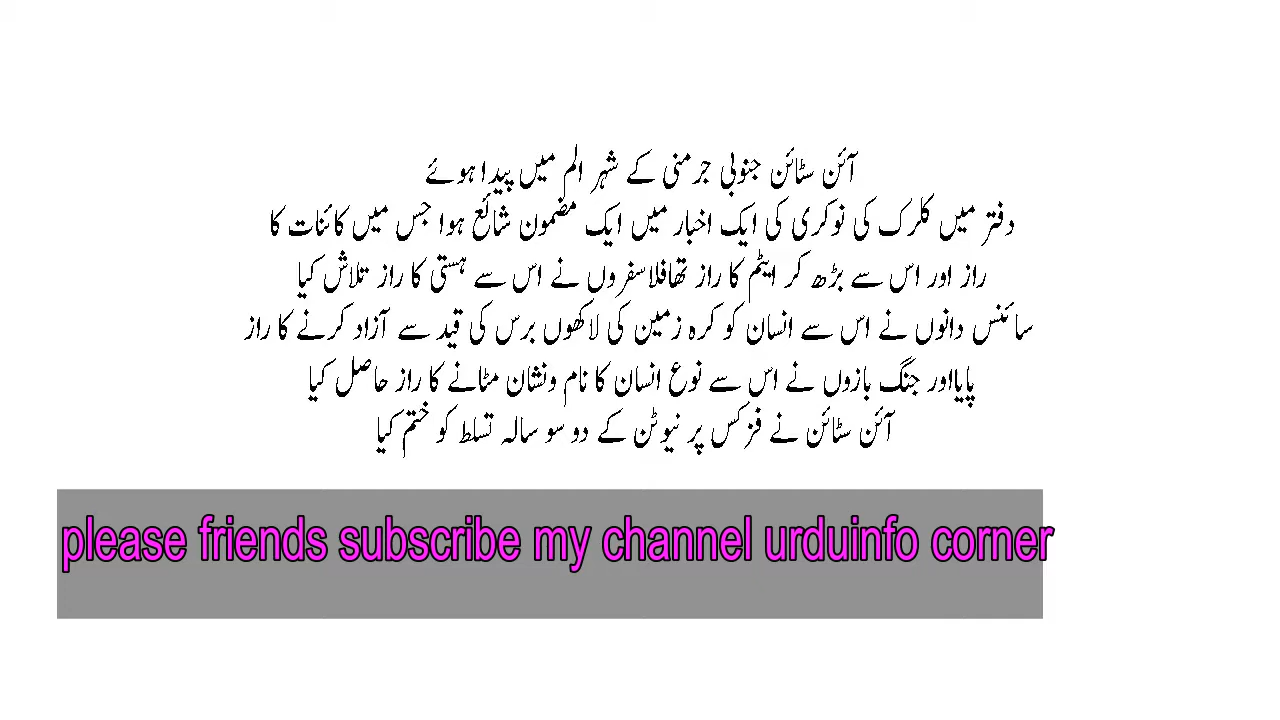 آئن سٹائن جنوبی جرمنی کے شہر الم میں پیدا ہوئے
دفتر میں کلرک کی نوکری کی ایک اخبار میں ایک مضمون شائع ہوا جس میں کائنات کا
راز اور اس سے بڑھ کر ایٹم کا راز تھافلاسفروں نے اس سے ہستی کا راز تلاش کیا
سائنس دانوں نے اس سے انسان کو کرہ زمین کی لاکھوں برس کی قید سے آزاد کرنے کا راز
پایااور جنگ بازوں نے اس سے نوع انسان کا نام ونشان مٹانے کا راز حاصل کیا
آئن سٹائن نے فزکس پر نیوٹن کے دو سو سالہ تسلط کو ختم کیا
please friends subscribe my channel urduinfo corner